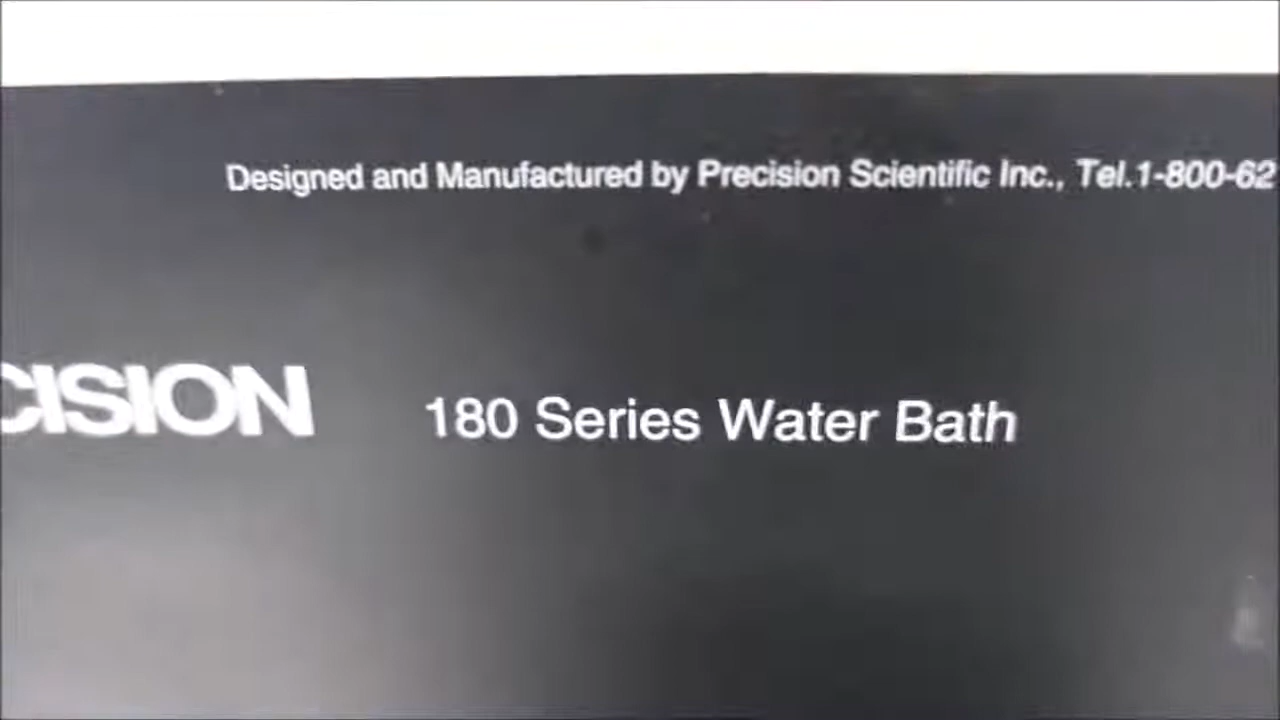 Designed and Manufactured by Precision Scientific Inc., Tel.1-800-62
CISION 180 Series Water Bath